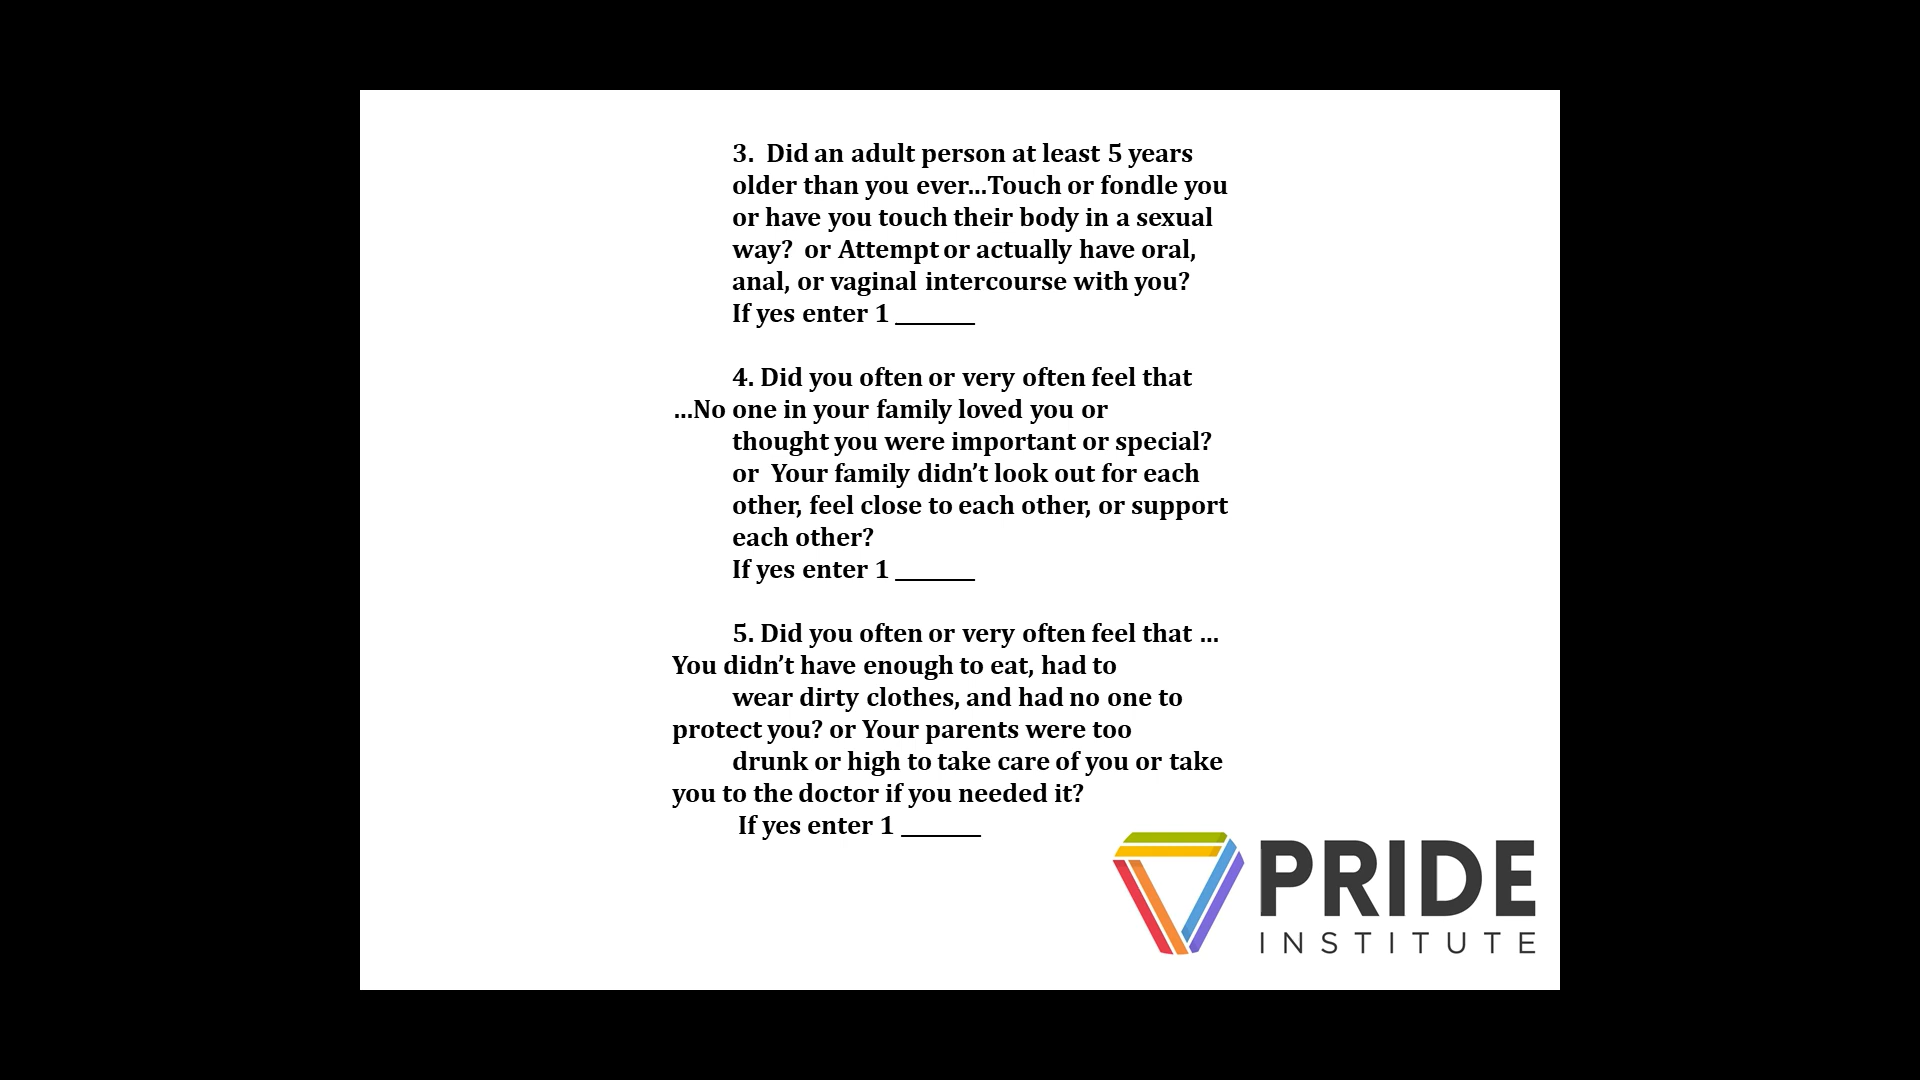 3.  Did an adult person at least 5 years
older than you ever...Touch or fondle you
or have you touch their body in a sexual
way?  or Attempt or actually have oral,
anal, or vaginal intercourse with you?
If yes enter 1 ________
4. Did you often or very often feel that
...No one in your family loved you or
thought you were important or special?
or  Your family didn’t look out for each
other, feel close to each other, or support
each other?
If yes enter 1 ________
5. Did you often or very often feel that ...
You didn’t have enough to eat, had to
wear dirty clothes, and had no one to
protect you? or Your parents were too
drunk or high to take care of you or take
you to the doctor if you needed it?
If yes enter 1 ________
PRIDE
INSTITUTE